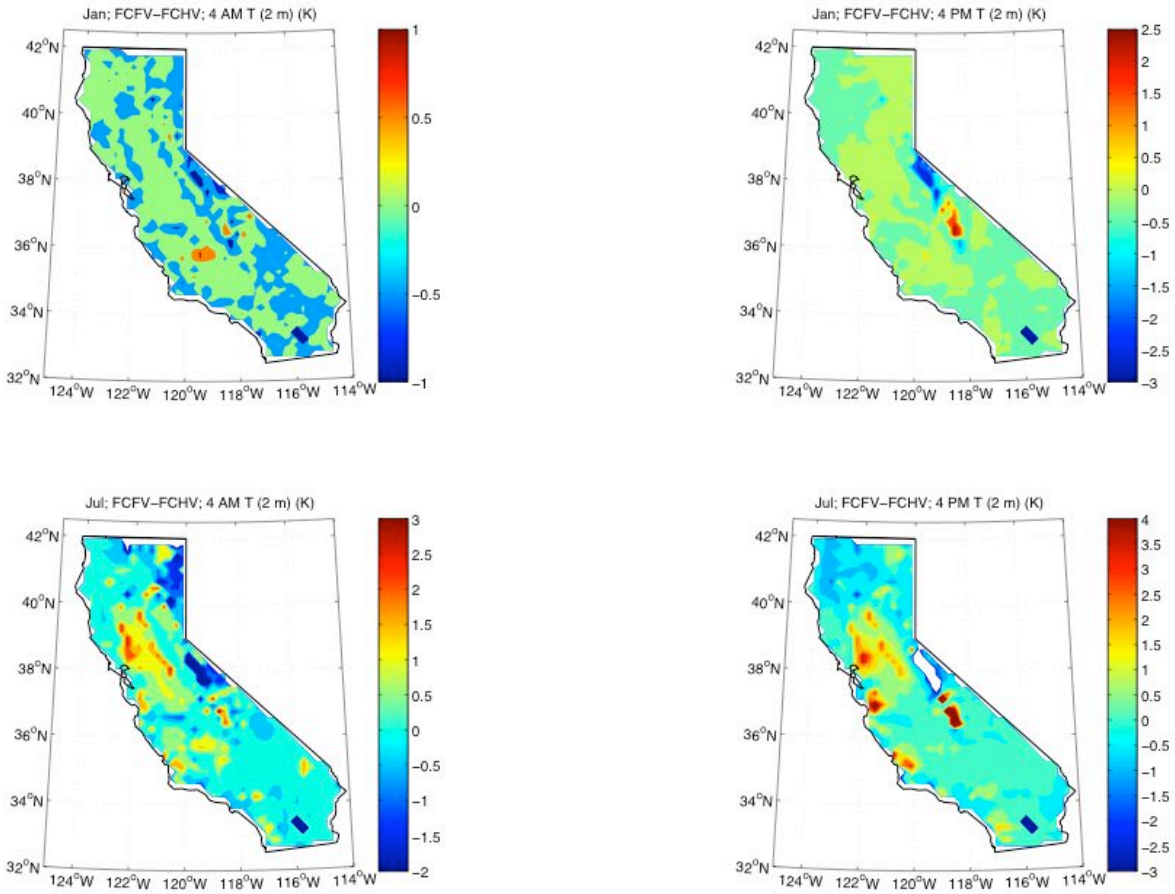 Jan; FCFV−FCHV; 4 AM T (2 m) (K)
42°N
40°N
38°N
36°N
34°N
32°N
124°W 122°W 120°W 118°W 116°W 114°W
1
0.5
0
−0.5
−1
Jan; FCFV−FCHV; 4 PM T (2 m) (K)
42°N
40°N
38°N
36°N
34°N
32°N
124°W 122°W 120°W 118°W 116°W 114°W
2.5
2
1.5
1
0.5
0
−0.5
−1
−1.5
−2
−2.5
−3
Jul; FCFV−FCHV; 4 AM T (2 m) (K)
42°N
40°N
38°N
36°N
34°N
32°N
124°W 122°W 120°W 118°W 116°W 114°W
3
2.5
2
1.5
1
0.5
0
−0.5
−1
−1.5
−2
Jul; FCFV−FCHV; 4 PM T (2 m) (K)
42°N
40°N
38°N
36°N
34°N
32°N
124°W 122°W 120°W 118°W 116°W 114°W
4
3.5
3
2.5
2
1.5
1
0.5
0
−0.5
−1
−1.5
−2
−2.5
−3